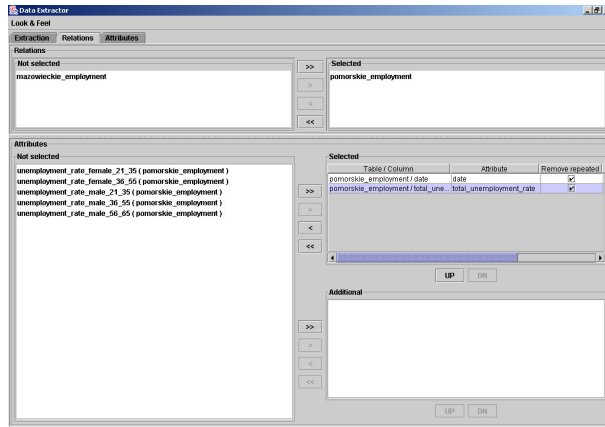 Data Extractor
Look & Feel
Extraction Relations Attributes
Relations
Not selected
mazowieckie_employment
>>
>
<
<<
Selected
pomorskie_employment
Attributes
Not selected
unemployment_rate_female_21_35 ( pomorskie_employment )
unemployment_rate_female_36_55 ( pomorskie_employment )
unemployment_rate_male_21_35 ( pomorskie_employment )
unemployment_rate_male_36_55 ( pomorskie_employment )
unemployment_rate_male_56_65 ( pomorskie_employment )
>>
>
<
<<
Selected
Table / Column Attribute Remove repeated
pomorskie_employment / date date
pomorskie_employment / total_une... total_unemployment_rate
UP DN
Additional
>>
>
<
<<
UP DN